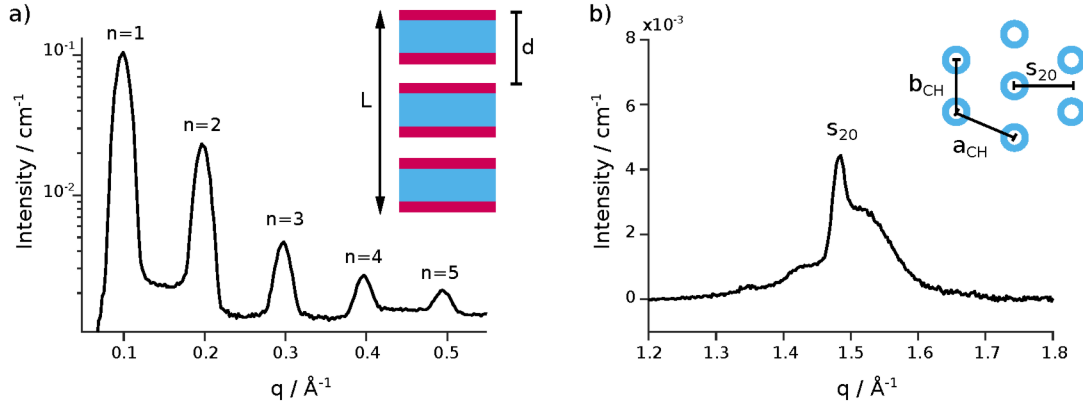 a)
n=1
n=2
n=3
n=4
n=5
L
d
10⁻¹
10⁻²
Intensity / cm⁻¹
0.1 0.2 0.3 0.4 0.5
q / Å⁻¹
b)
x10⁻³
8
6
4
2
0
Intensity / cm⁻¹
s₂₀
b_CH
a_CH
s₂₀
1.2 1.3 1.4 1.5 1.6 1.7 1.8
q / Å⁻¹